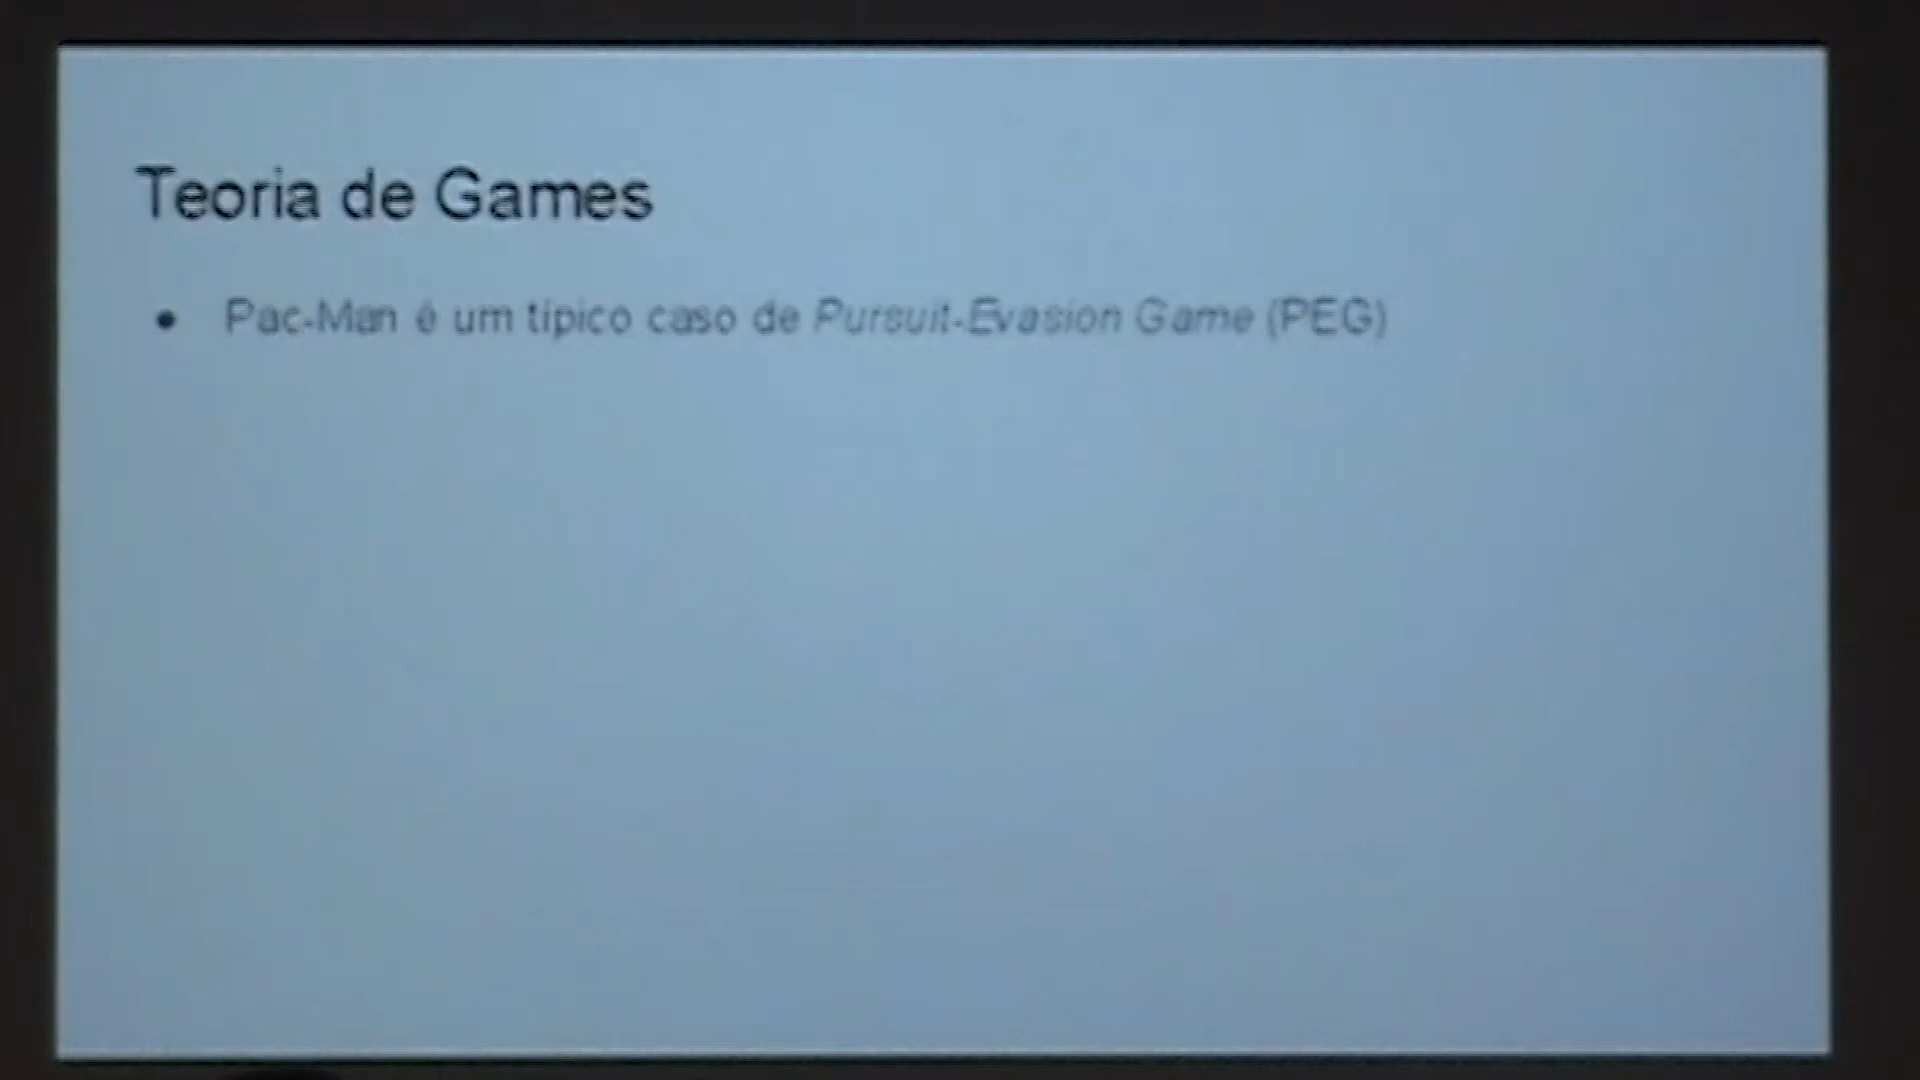 Teoria de Games
• Pac-Man é um típico caso de Pursuit-Evasion Game (PEG)